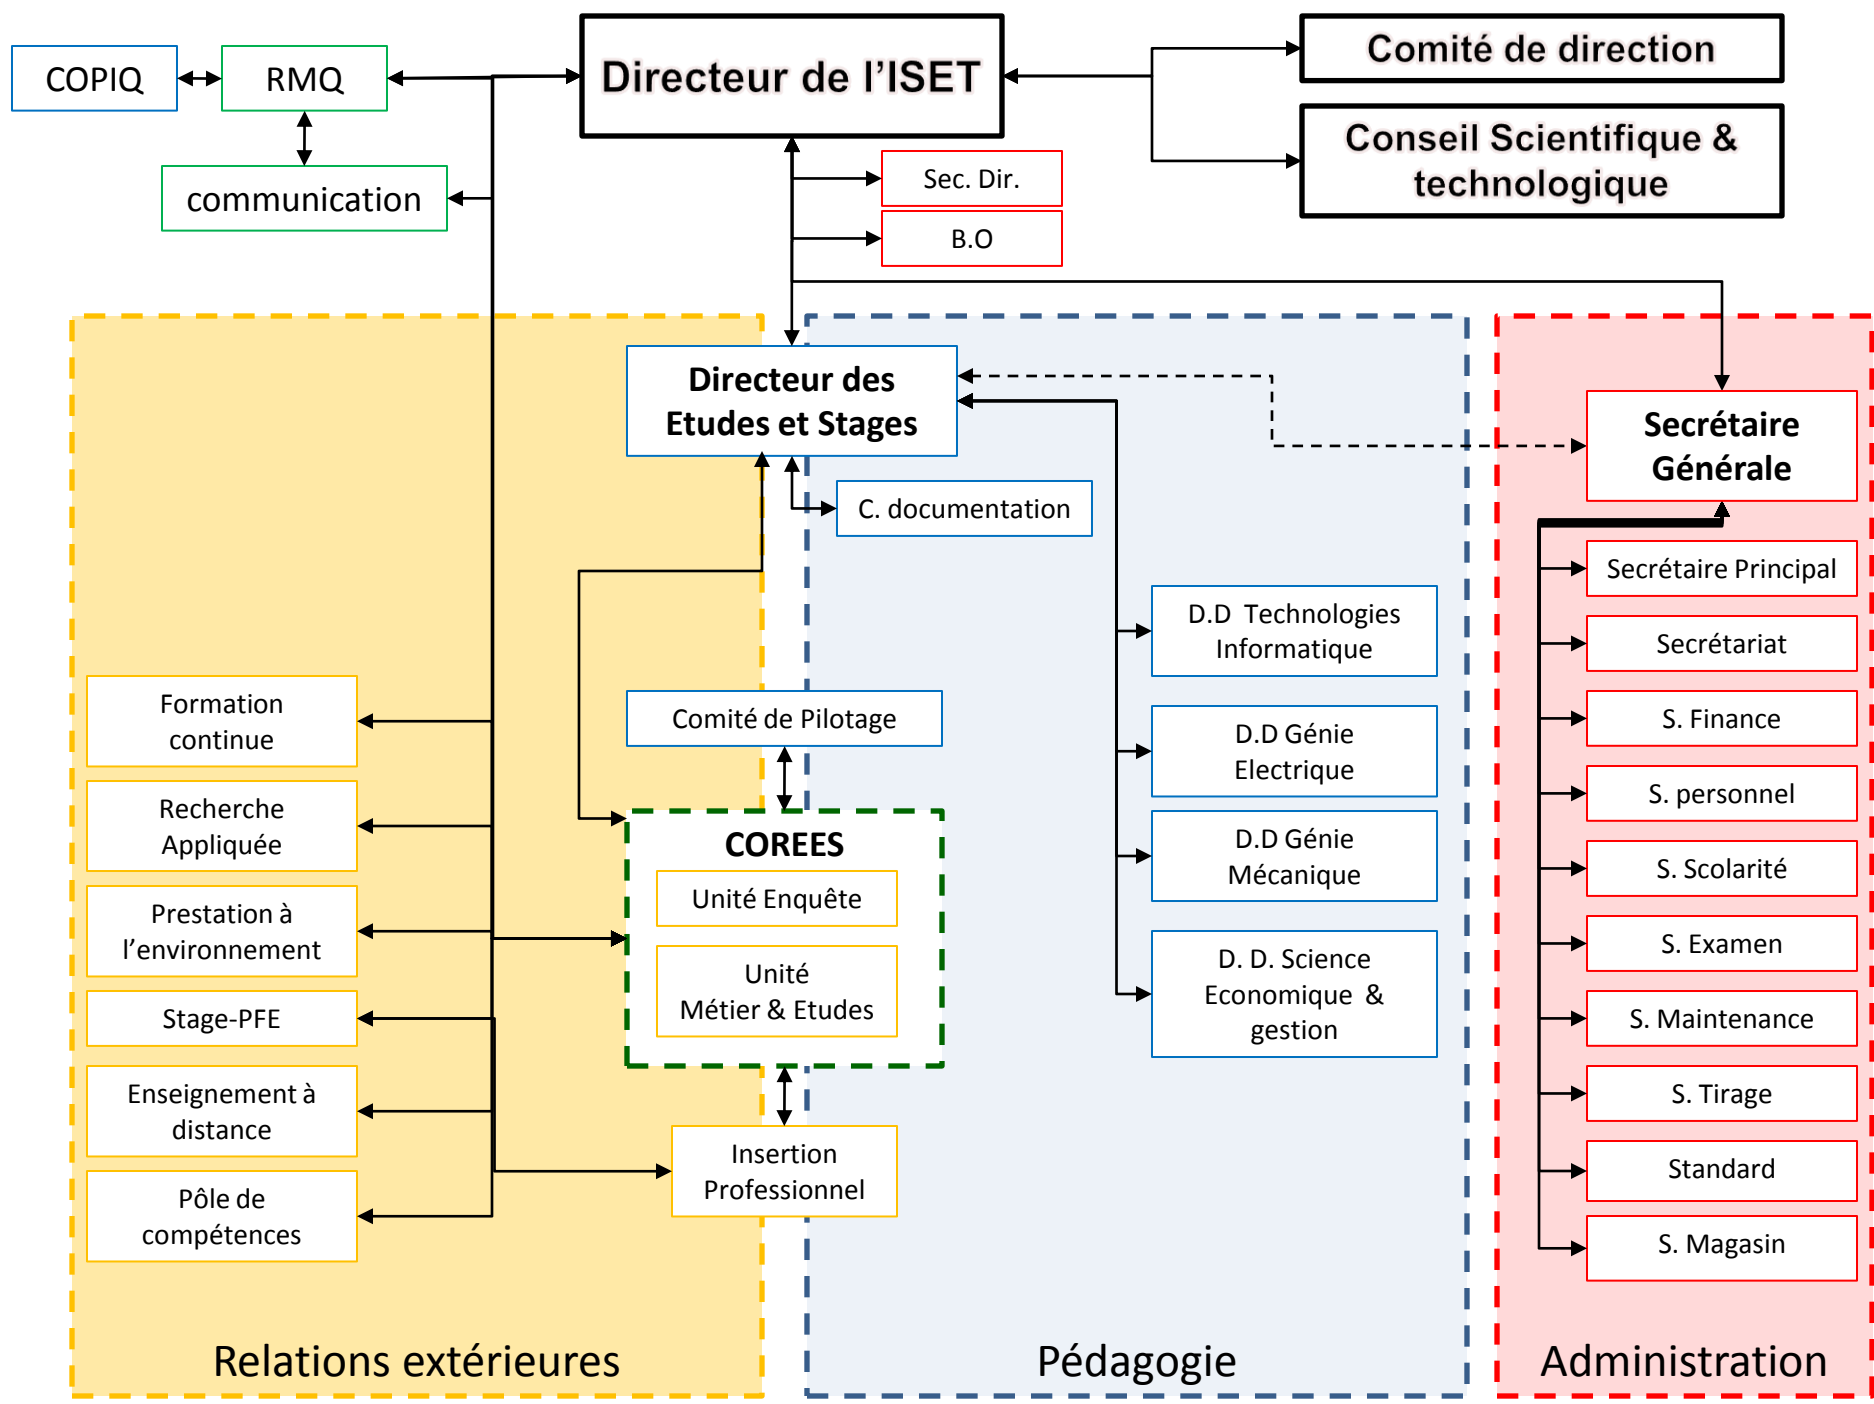 COPIQ
RMQ
Directeur de l’ISET
Comité de direction
communication
Conseil Scientifique &
technologique
Sec. Dir.
B.O
Directeur des
Etudes et Stages
Secrétaire
Générale
C. documentation
Secrétaire Principal
D.D  Technologies
Informatique
Secrétariat
Formation
continue
Comité de Pilotage
S. Finance
D.D Génie
Electrique
S. personnel
Recherche
Appliquée
COREES
D.D Génie
Mécanique
S. Scolarité
Unité Enquête
Prestation à
l’environnement
S. Examen
Unité
Métier & Etudes
D. D. Science
Economique  &
gestion
Stage-PFE
S. Maintenance
Enseignement à
distance
S. Tirage
Insertion
Professionnel
Standard
Pôle de
compétences
S. Magasin
Relations extérieures
Pédagogie
Administration